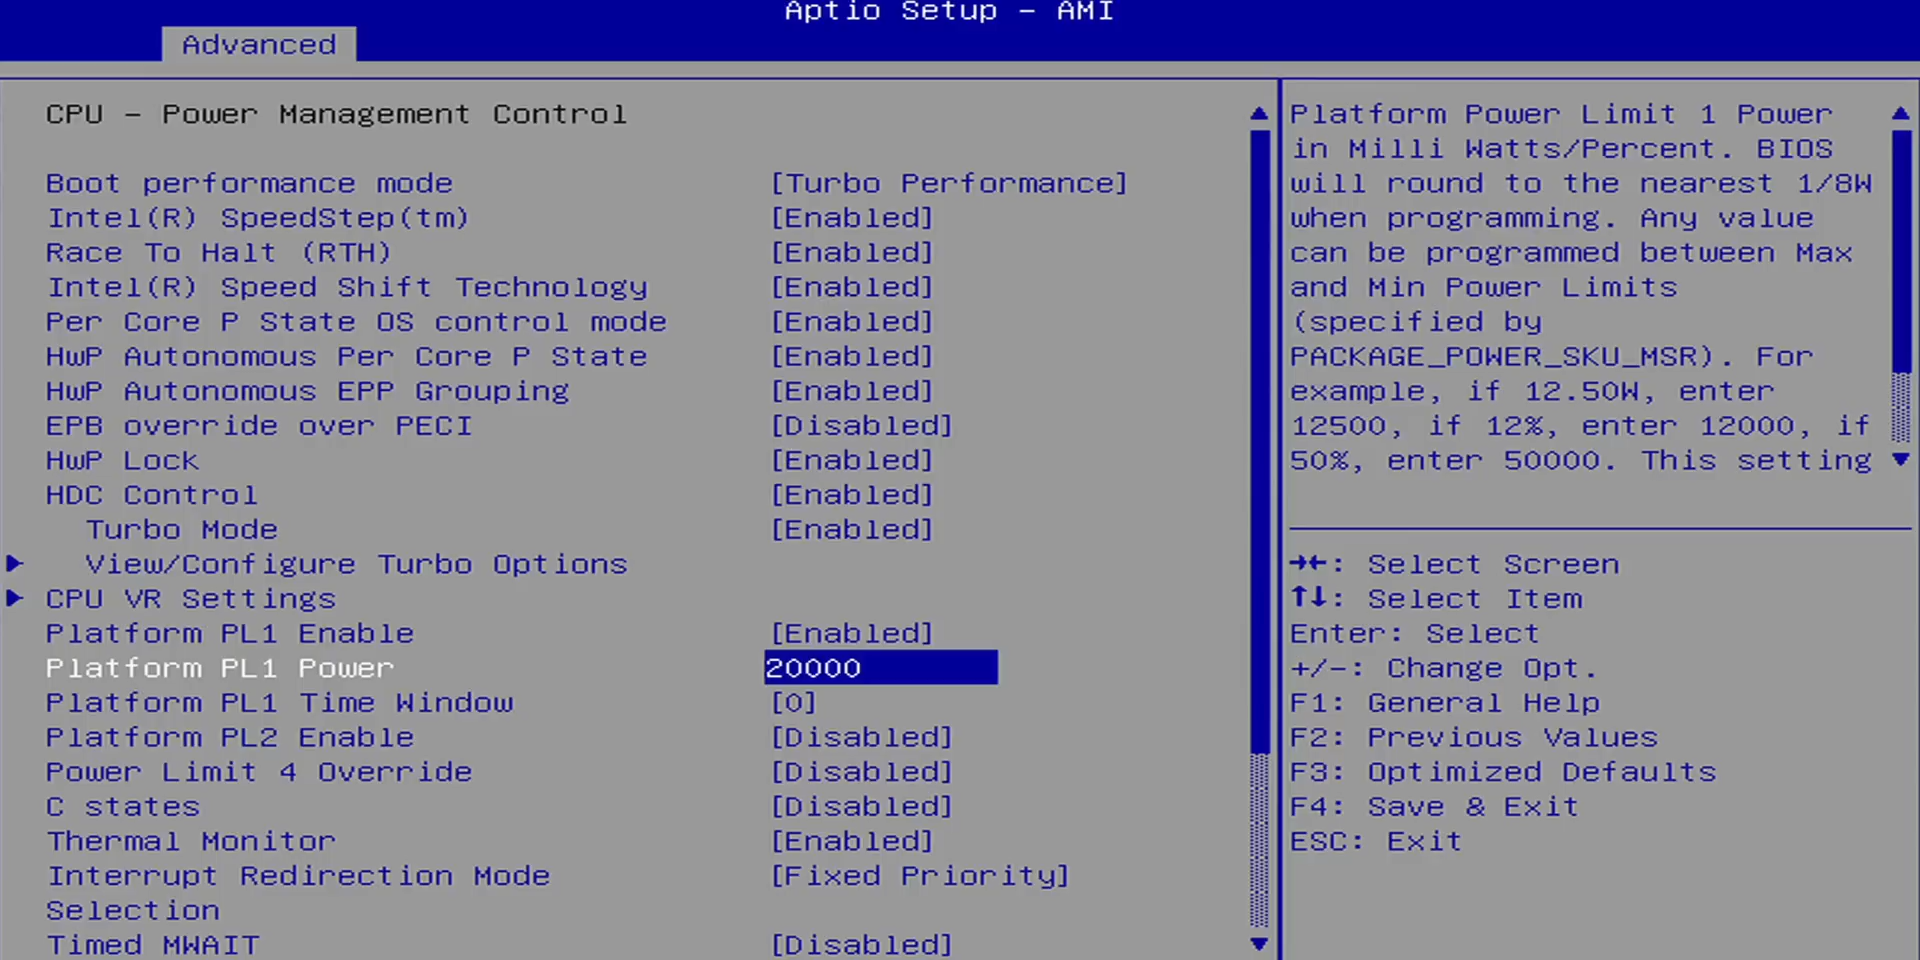 Aptio Setup – AMI
Advanced
CPU – Power Management Control
Boot performance mode [Turbo Performance]
Intel(R) SpeedStep(tm) [Enabled]
Race To Halt (RTH) [Enabled]
Intel(R) Speed Shift Technology [Enabled]
Per Core P State OS control mode [Enabled]
HwP Autonomous Per Core P State [Enabled]
HwP Autonomous EPP Grouping [Enabled]
EPB override over PECI [Disabled]
HwP Lock [Enabled]
HDC Control [Enabled]
Turbo Mode [Enabled]
View/Configure Turbo Options
CPU VR Settings
Platform PL1 Enable [Enabled]
Platform PL1 Power 20000
Platform PL1 Time Window [0]
Platform PL2 Enable [Disabled]
Power Limit 4 Override [Disabled]
C states [Disabled]
Thermal Monitor [Enabled]
Interrupt Redirection Mode [Fixed Priority]
Selection
Timed MWAIT [Disabled]
Platform Power Limit 1 Power
in Milli Watts/Percent. BIOS
will round to the nearest 1/8W
when programming. Any value
can be programmed between Max
and Min Power Limits
(specified by
PACKAGE_POWER_SKU_MSR). For
example, if 12.50W, enter
12500, if 12%, enter 12000, if
50%, enter 50000. This setting
→←: Select Screen
↑↓: Select Item
Enter: Select
+/–: Change Opt.
F1: General Help
F2: Previous Values
F3: Optimized Defaults
F4: Save & Exit
ESC: Exit